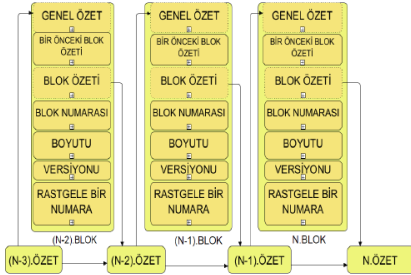 GENEL ÖZET
BİR ÖNCEKİ BLOK
ÖZETİ
BLOK ÖZETİ
BLOK NUMARASI
BOYUTU
VERSİYONU
RASTGELE BİR
NUMARA
(N-2).BLOK
GENEL ÖZET
BİR ÖNCEKİ BLOK
ÖZETİ
BLOK ÖZETİ
BLOK NUMARASI
BOYUTU
VERSİYONU
RASTGELE BİR
NUMARA
(N-1).BLOK
GENEL ÖZET
BİR ÖNCEKİ BLOK
ÖZETİ
BLOK ÖZETİ
BLOK NUMARASI
BOYUTU
VERSİYONU
RASTGELE BİR
NUMARA
N.BLOK
(N-3).ÖZET
(N-2).ÖZET
(N-1).ÖZET
N.ÖZET